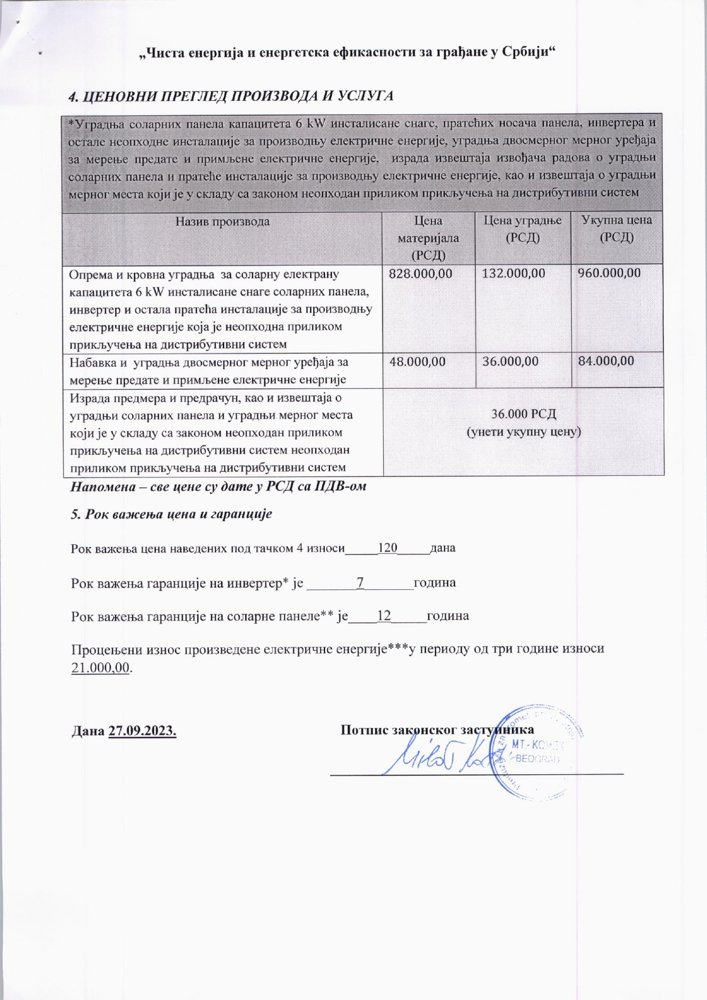 „Чиста енергија и енергетска ефикасности за грађане у Србији“
4. ЦЕНОВНИ ПРЕГЛЕД ПРОИЗВОДА И УСЛУГА
*Уградња соларних панела капацитета 6 kW инсталисане снаге, пратећих носача панела, инвертера и
остале неопходне инсталације за производњу електричне енергије, уградња двосмерног мерног уређаја
за мерење предате и примљене електричне енергије, израда извештаја извођача радова о уградњи
соларних панела и пратеће инсталације за производњу електричне енергије, као и извештаја о уградњи
мерног места који је у складу са законом неопходан приликом прикључења на дистрибутивни систем
Назив производа
Цена
материјала
(РСД)
Цена уградње
(РСД)
Укупна цена
(РСД)
Опрема и кровна уградња за соларну електрану
капацитета 6 kW инсталисане снаге соларних панела,
инвертер и остала пратећа инсталације за производњу
електричне енергије која је неопходна приликом
прикључења на дистрибутивни систем
828.000,00
132.000,00
960.000,00
Набавка и уградња двосмерног мерног уређаја за
мерење предате и примљене електричне енергије
48.000,00
36.000,00
84.000,00
Израда предмера и предрачун, као и извештаја о
уградњи соларних панела и уградњи мерног места
који је у складу са законом неопходан приликом
прикључења на дистрибутивни систем неопходан
приликом прикључења на дистрибутивни систем
36.000 РСД
(унети укупну цену)
Напомена – све цене су дате у РСД са ПДВ-ом
5. Рок важења цена и гаранције
Рок важења цена наведених под тачком 4 износи_____120_____дана
Рок важења гаранције на инвертер* је _______7_______година
Рок важења гаранције на соларне панеле** је____12_____година
Процењени износ произведене електричне енергије***у периоду од три године износи
21.000,00.
Дана 27.09.2023.
Потпис законског заступника
MT-KOMEX
BEOGRAD